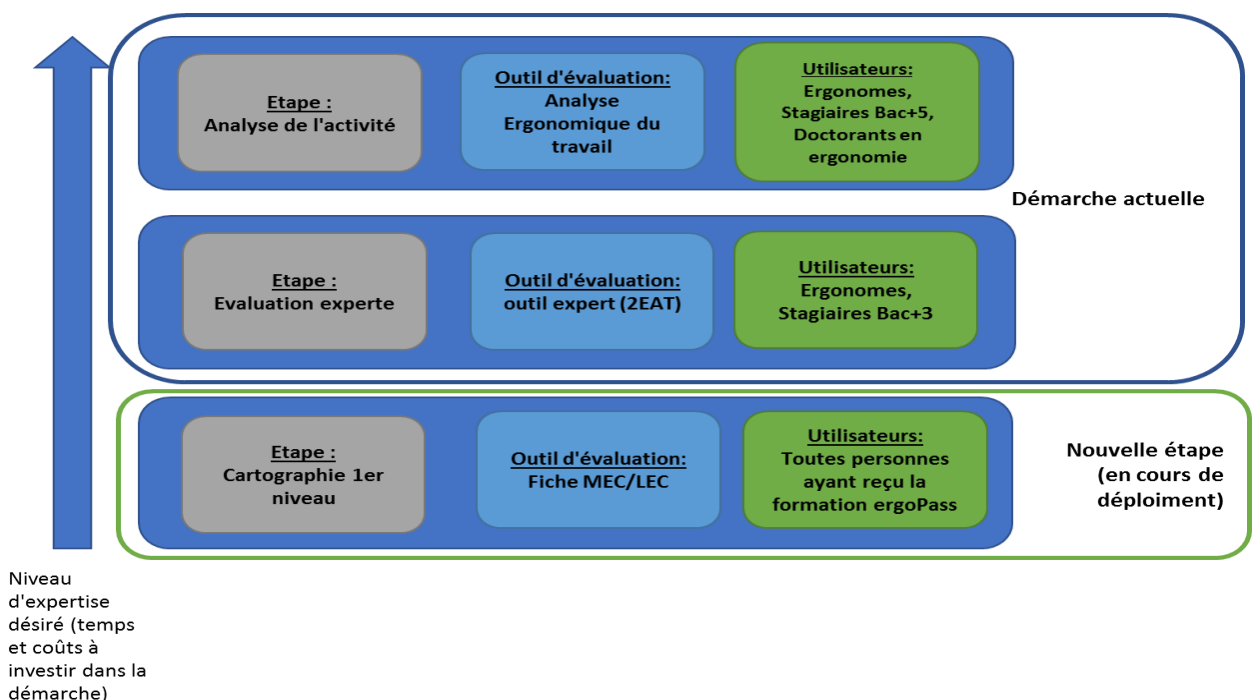 Etape :
Analyse de l'activité
Outil d'évaluation:
Analyse
Ergonomique du
travail
Utilisateurs:
Ergonomes,
Stagiaires Bac+5,
Doctorants en
ergonomie
Démarche actuelle
Etape :
Evaluation experte
Outil d'évaluation:
outil expert (2EAT)
Utilisateurs:
Ergonomes,
Stagiaires Bac+3
Etape :
Cartographie 1er
niveau
Outil d'évaluation:
Fiche MEC/LEC
Utilisateurs:
Toutes personnes
ayant reçu la
formation ergoPass
Nouvelle étape
(en cours de
déploiment)
Niveau
d'expertise
désiré (temps
et coûts à
investir dans la
démarche)